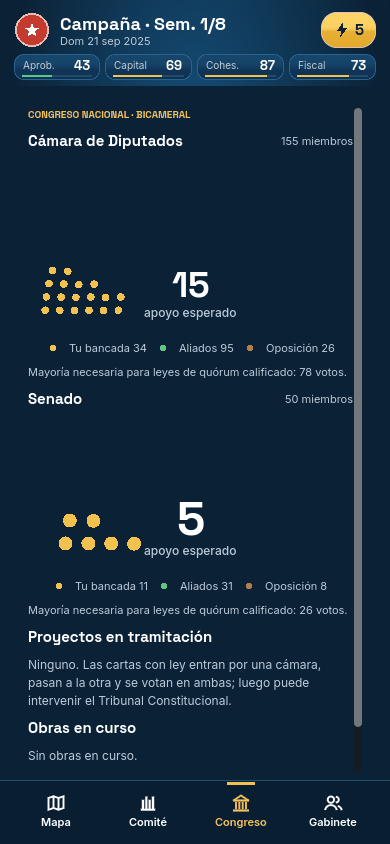 Campaña · Sem. 1/8
Dom 21 sep 2025
5
Aprob. 43
Capital 69
Cohes. 87
Fiscal 73
CONGRESO NACIONAL · BICAMERAL
Cámara de Diputados
155 miembros
15
apoyo esperado
Tu bancada 34 Aliados 95 Oposición 26
Mayoría necesaria para leyes de quórum calificado: 78 votos.
Senado
50 miembros
5
apoyo esperado
Tu bancada 11 Aliados 31 Oposición 8
Mayoría necesaria para leyes de quórum calificado: 26 votos.
Proyectos en tramitación
Ninguno. Las cartas con ley entran por una cámara,
pasan a la otra y se votan en ambas; luego puede
intervenir el Tribunal Constitucional.
Obras en curso
Sin obras en curso.
Mapa
Comité
Congreso
Gabinete